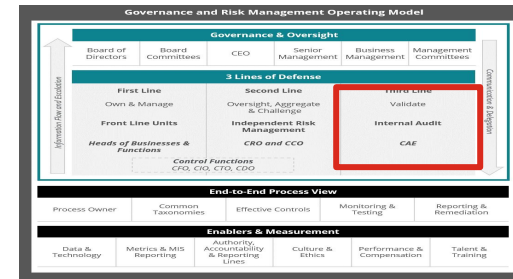 Governance and Risk Management Operating Model
Governance & Oversight
Board of Directors
Board Committees
CEO
Senior Management
Business Management
Management Committees
Information Flow and Escalation
Communication & Delegation
3 Lines of Defense
First Line
Second Line
Third Line
Own & Manage
Oversight, Aggregate & Challenge
Validate
Front Line Units
Independent Risk Management
Internal Audit
Heads of Businesses & Functions
CRO and CCO
CAE
Control Functions
CFO, CIO, CTO, CDO
End-to-End Process View
Process Owner
Common Taxonomies
Effective Controls
Monitoring & Testing
Reporting & Remediation
Enablers & Measurement
Data & Technology
Metrics & MIS Reporting
Authority, Accountability & Reporting Lines
Culture & Ethics
Performance & Compensation
Talent & Training